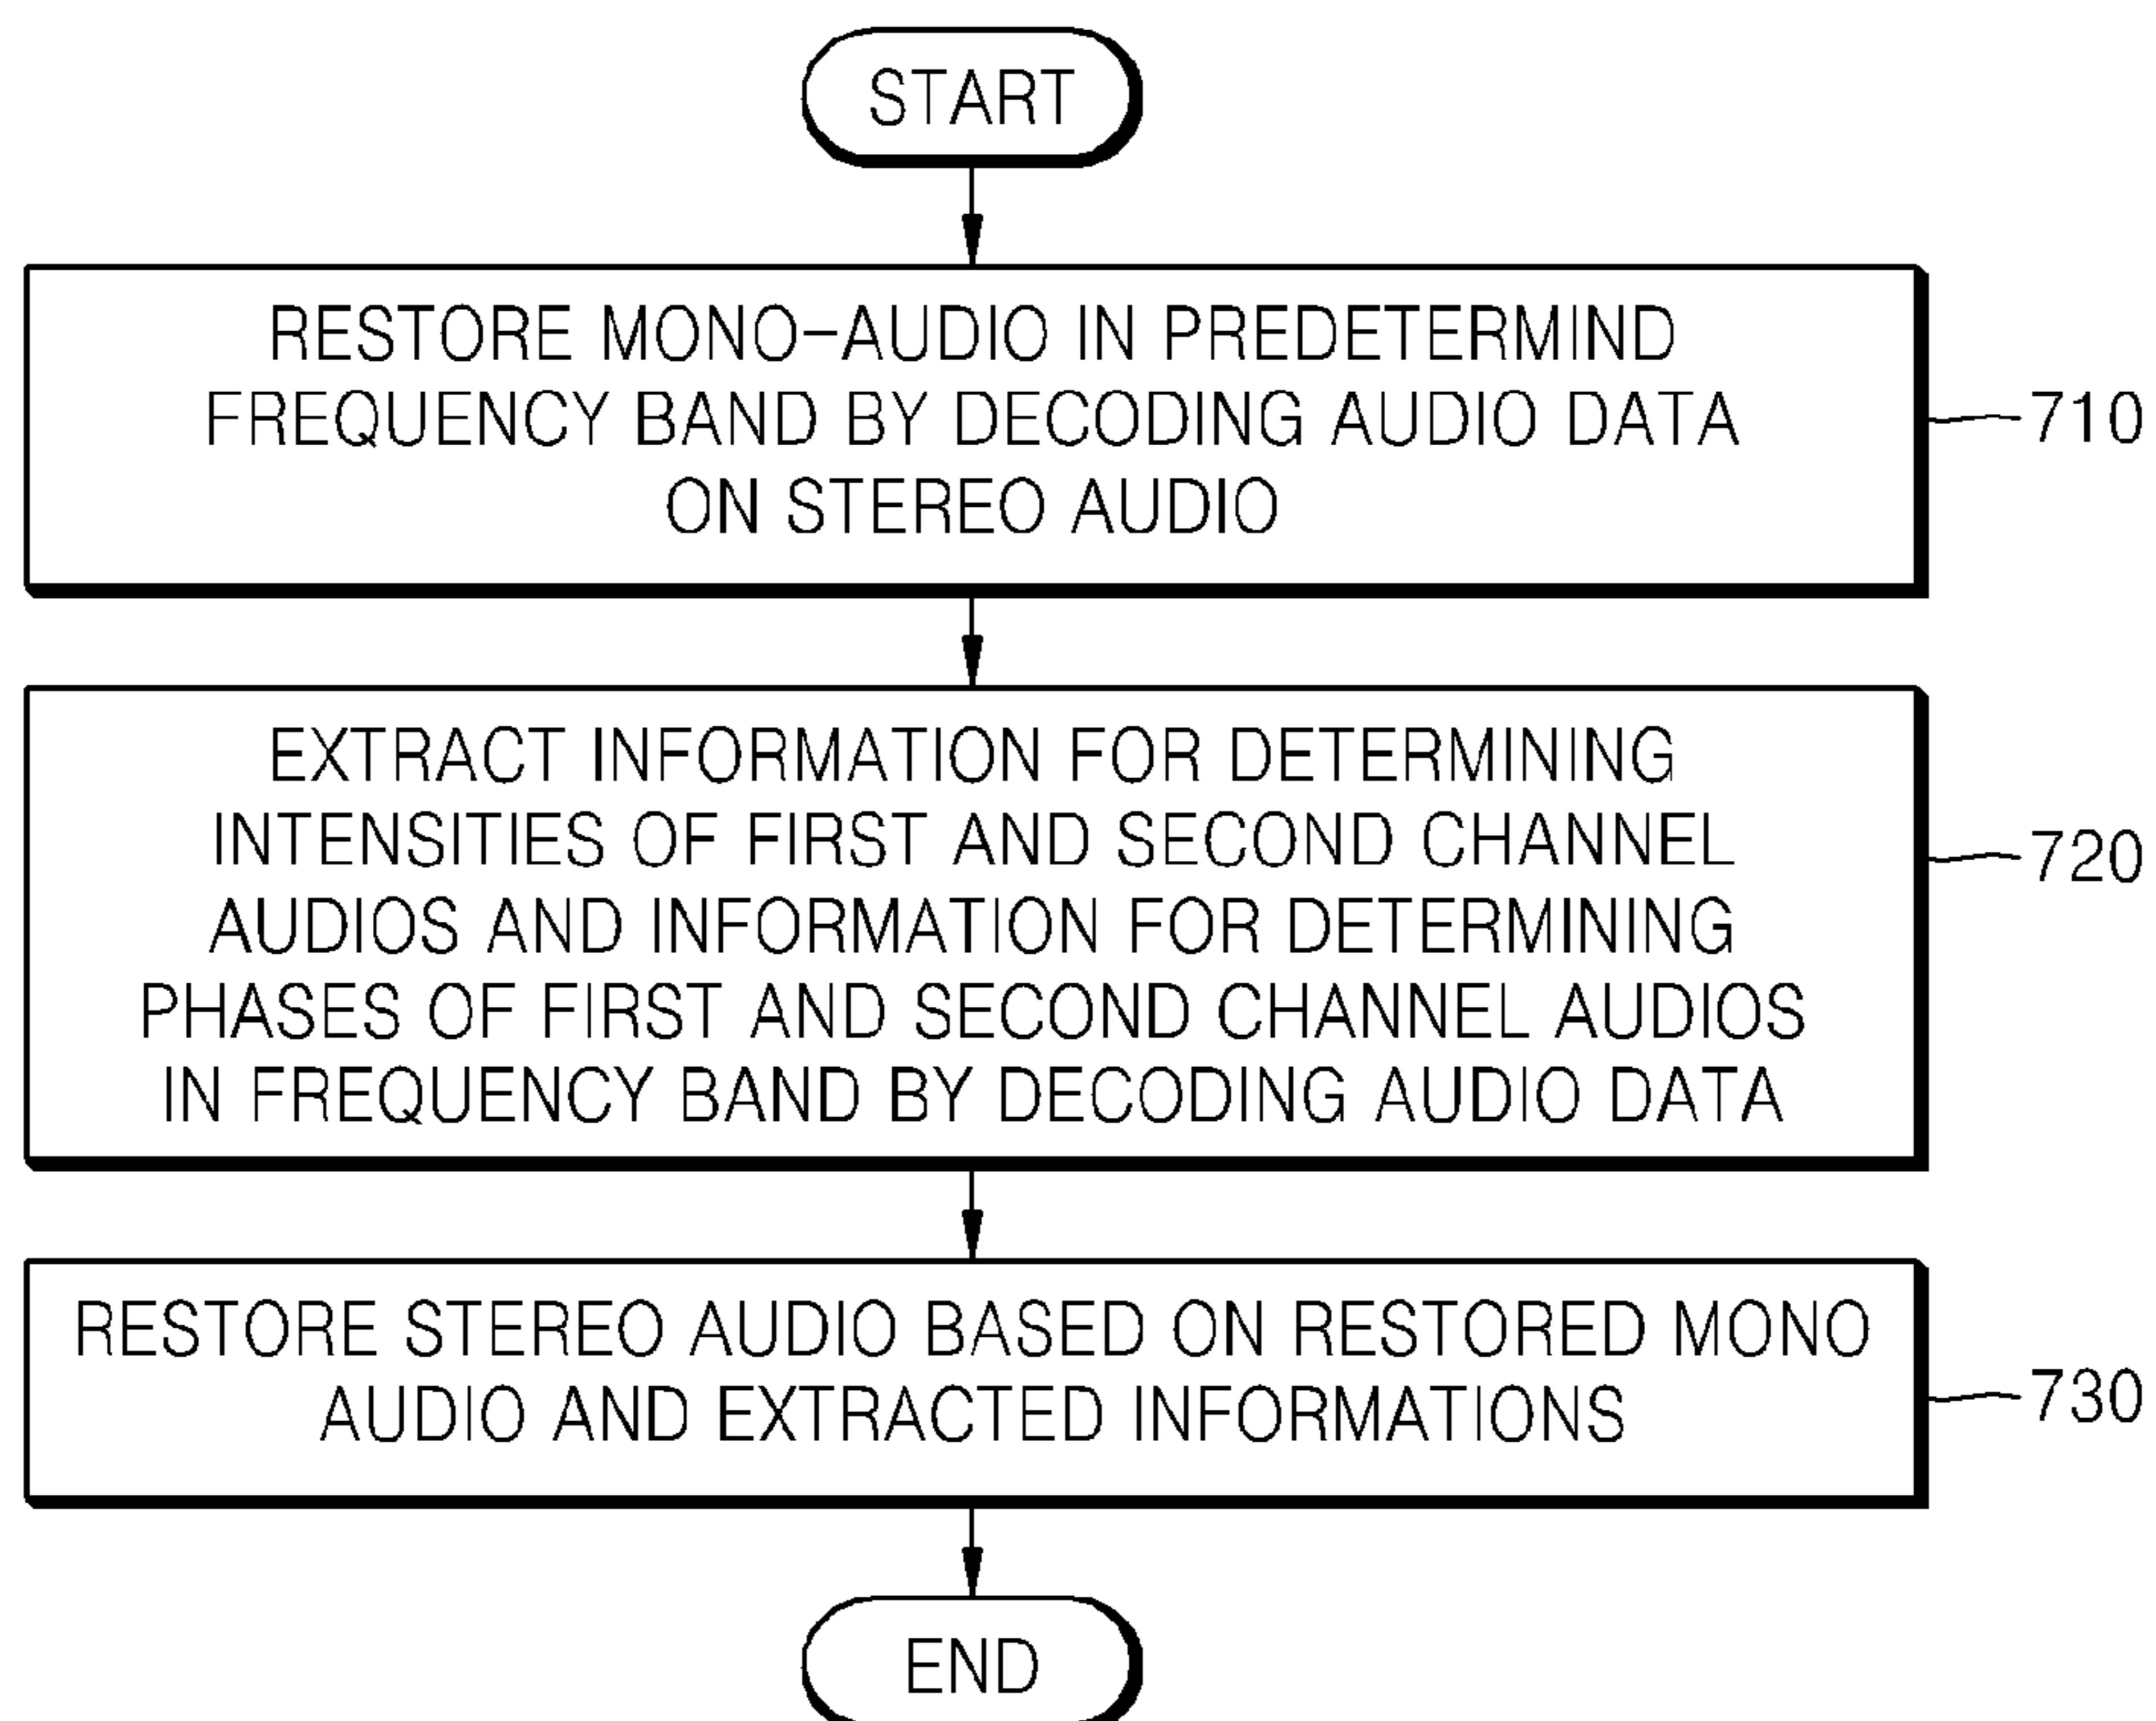 START
RESTORE MONO-AUDIO IN PREDETERMIND
FREQUENCY BAND BY DECODING AUDIO DATA
ON STEREO AUDIO
710
EXTRACT INFORMATION FOR DETERMINING
INTENSITIES OF FIRST AND SECOND CHANNEL
AUDIOS AND INFORMATION FOR DETERMINING
PHASES OF FIRST AND SECOND CHANNEL AUDIOS
IN FREQUENCY BAND BY DECODING AUDIO DATA
720
RESTORE STEREO AUDIO BASED ON RESTORED MONO
AUDIO AND EXTRACTED INFORMATIONS
730
END